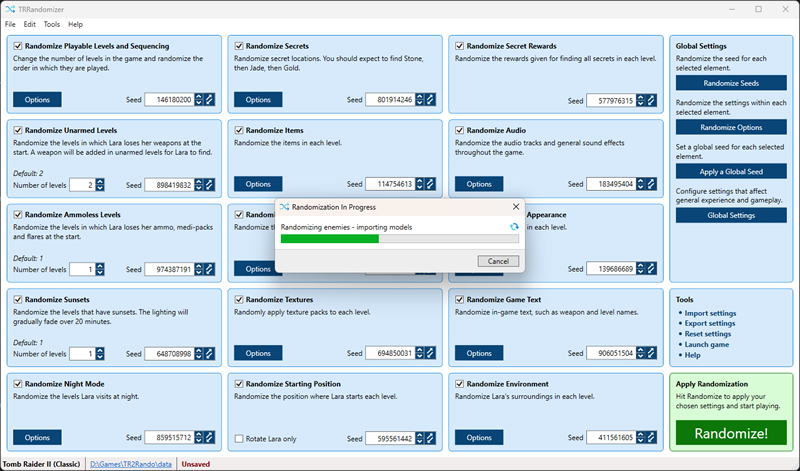 TRRandomizer
File Edit Tools Help
Randomize Playable Levels and Sequencing
Change the number of levels in the game and randomize the
order in which they are played.
Options Seed 146180200
Randomize Secrets
Randomize secret locations. You should expect to find Stone,
then Jade, then Gold.
Options Seed 801914246
Randomize Secret Rewards
Randomize the rewards given for finding all secrets in each level.
Seed 577976315
Global Settings
Randomize the seed for each
selected element.
Randomize Seeds
Randomize the settings within each
selected element.
Randomize Options
Set a global seed for each selected
element.
Apply a Global Seed
Configure settings that affect
general experience and gameplay.
Global Settings
Randomize Unarmed Levels
Randomize the levels in which Lara loses her weapons at the
start. A weapon will be added in unarmed levels for Lara to find.
Default: 2
Number of levels 2 Seed 898419832
Randomize Items
Randomize the items in each level.
Options Seed 114754613
Randomize Audio
Randomize the audio tracks and general sound effects
throughout the game.
Options Seed 183495404
Randomization In Progress
Randomizing enemies - importing models
Cancel
Randomize Ammoless Levels
Randomize the levels in which Lara loses her ammo, medi-packs
and flares at the start.
Default: 1
Number of levels 1 Seed 974387191
Appearance
in each level.
Seed 139686689
Randomize Sunsets
Randomize the levels that have sunsets. The lighting will
gradually fade over 20 minutes.
Default: 1
Number of levels 1 Seed 648708998
Randomize Textures
Randomly apply texture packs to each level.
Options Seed 694850031
Randomize Game Text
Randomize in-game text, such as weapon and level names.
Options Seed 906051504
Tools
• Import settings
• Export settings
• Reset settings
• Launch game
• Help
Randomize Night Mode
Randomize the levels Lara visits at night.
Options Seed 859515712
Randomize Starting Position
Randomize the position where Lara starts each level.
Rotate Lara only Seed 595561442
Randomize Environment
Randomize Lara's surroundings in each level.
Options Seed 411561605
Apply Randomization
Hit Randomize to apply your
chosen settings and start playing.
Randomize!
Tomb Raider II (Classic) D:\Games\TR2Rando\data Unsaved